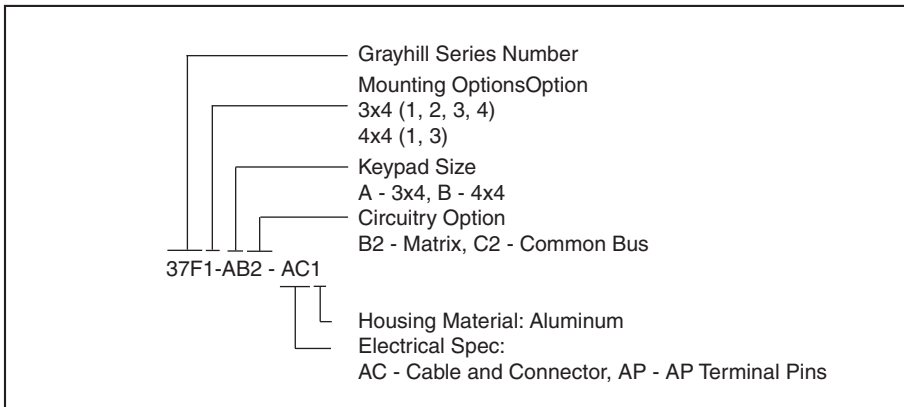 Grayhill Series Number
Mounting OptionsOption
3x4 (1, 2, 3, 4)
4x4 (1, 3)
Keypad Size
A - 3x4, B - 4x4
Circuitry Option
B2 - Matrix, C2 - Common Bus
37F1-AB2 - AC1
Housing Material: Aluminum
Electrical Spec:
AC - Cable and Connector, AP - AP Terminal Pins